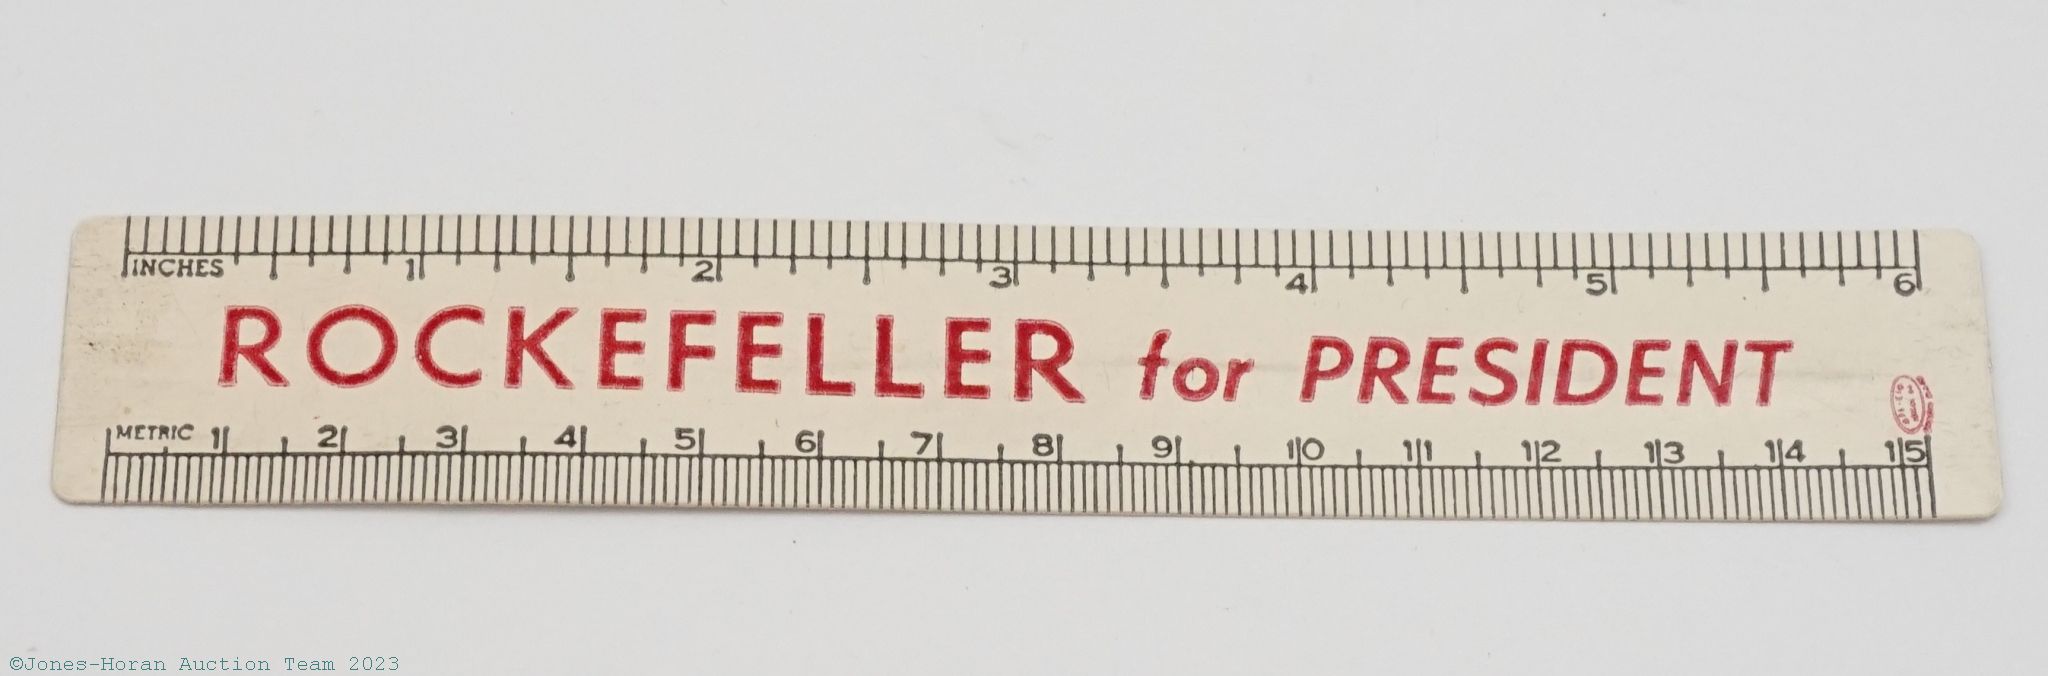 INCHES 1 2 3 4 5 6
ROCKEFELLER for PRESIDENT
METRIC 1 2 3 4 5 6 7 8 9 10 11 12 13 14 15
©Jones-Horan Auction Team 2023